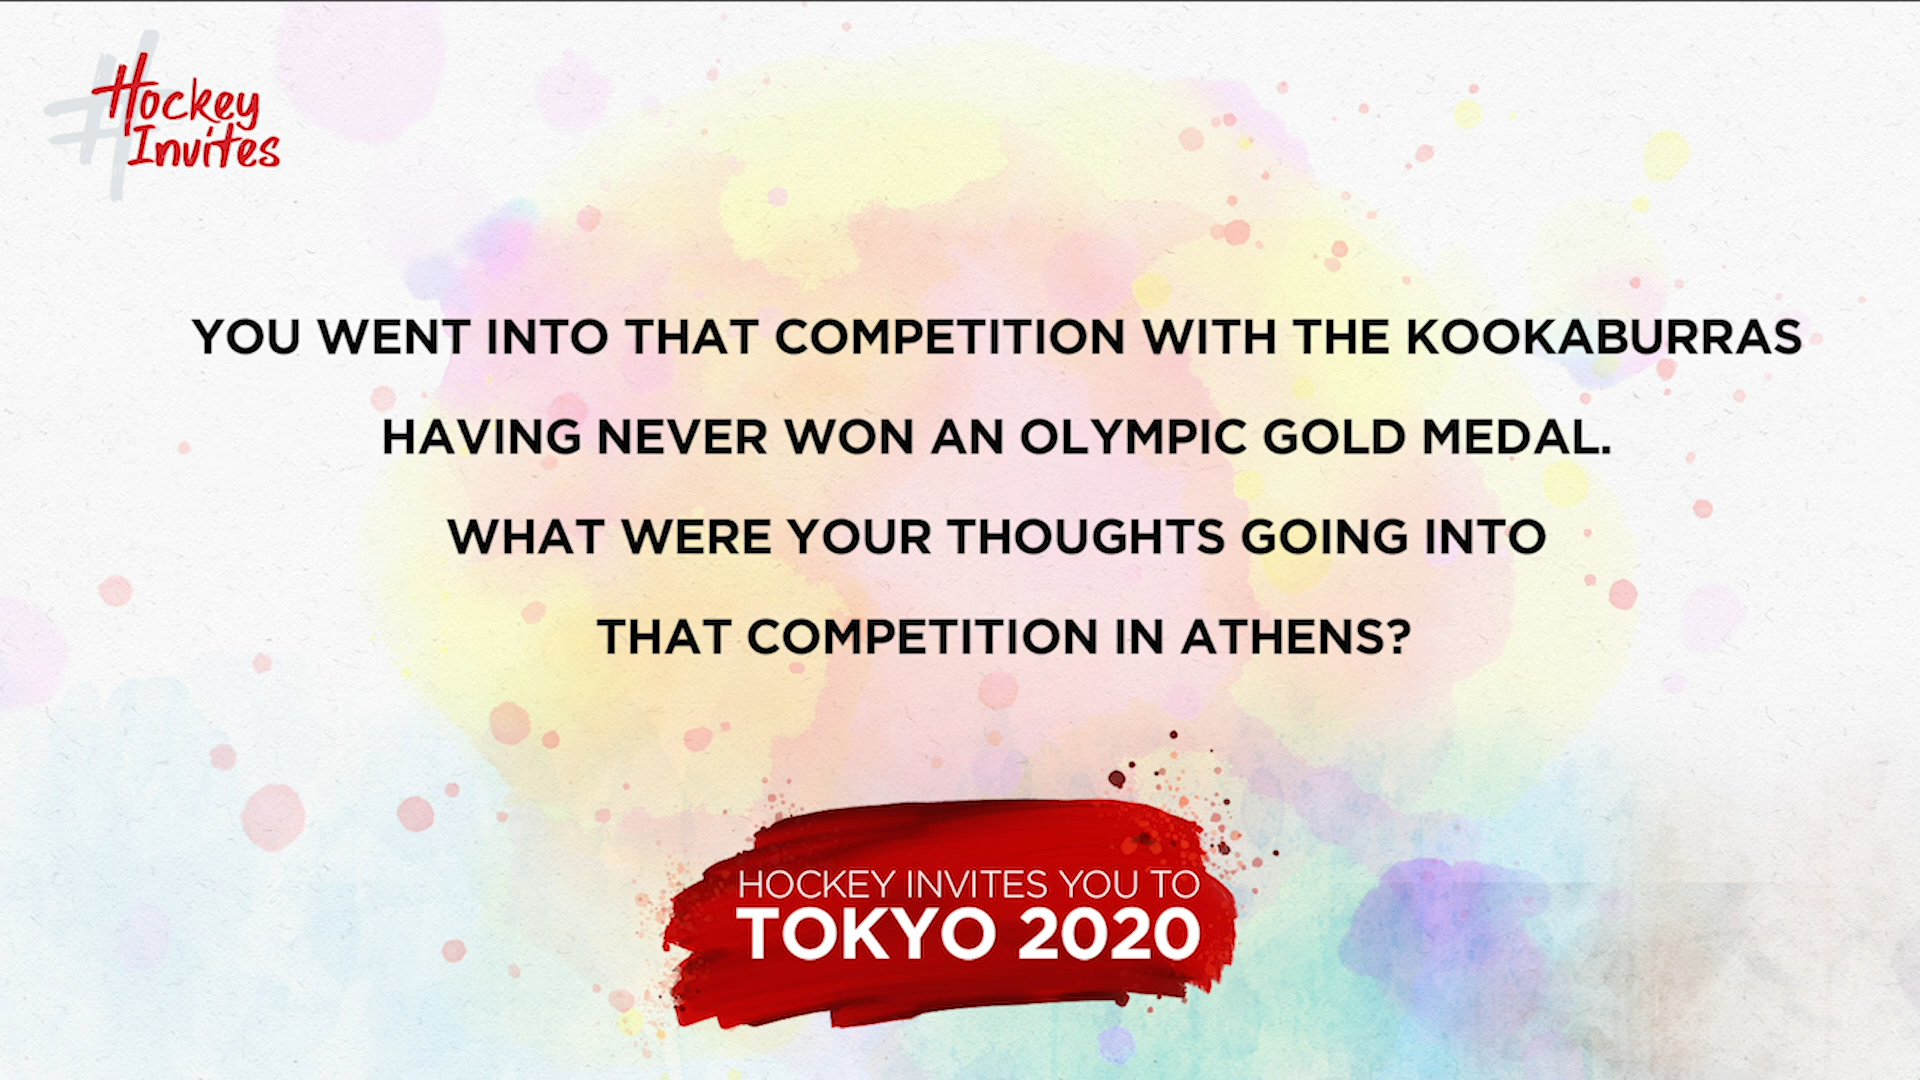 #Hockey
Invites
YOU WENT INTO THAT COMPETITION WITH THE KOOKABURRAS
HAVING NEVER WON AN OLYMPIC GOLD MEDAL.
WHAT WERE YOUR THOUGHTS GOING INTO
THAT COMPETITION IN ATHENS?
HOCKEY INVITES YOU TO
TOKYO 2020